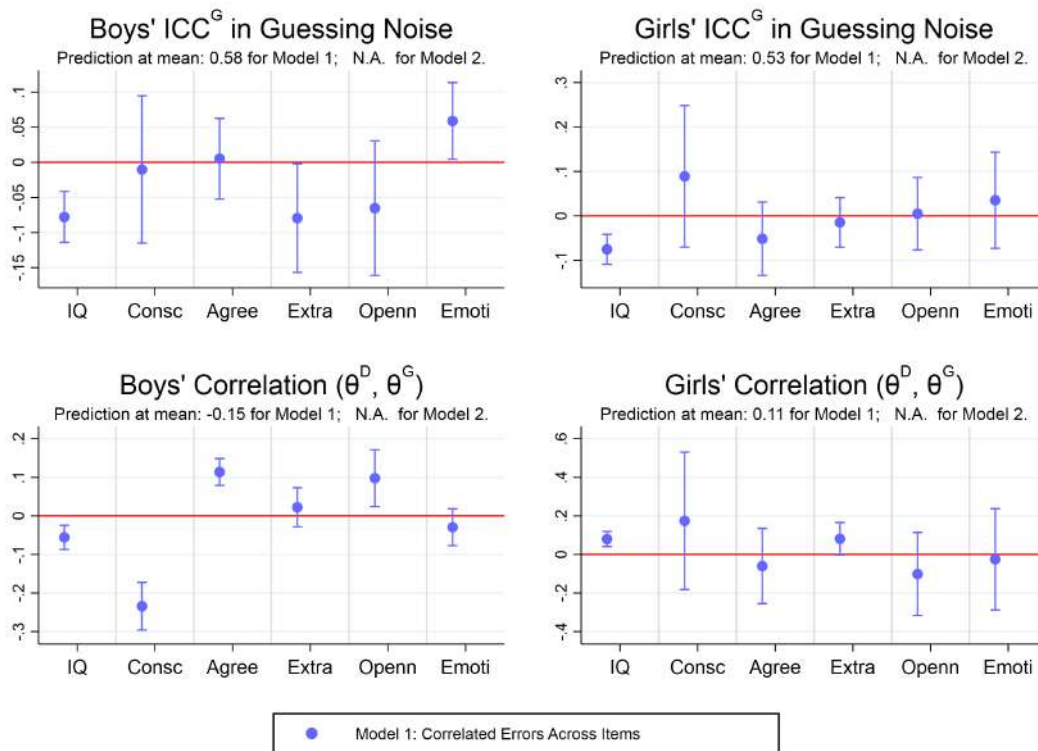 Boys' ICC^G in Guessing Noise
Prediction at mean: 0.58 for Model 1; N.A. for Model 2.
.1
.05
0
-.05
-.1
-.15
IQ Consc Agree Extra Openn Emoti
Girls' ICC^G in Guessing Noise
Prediction at mean: 0.53 for Model 1; N.A. for Model 2.
.3
.2
.1
0
-.1
IQ Consc Agree Extra Openn Emoti
Boys' Correlation (θ^D, θ^G)
Prediction at mean: -0.15 for Model 1; N.A. for Model 2.
.2
.1
0
-.1
-.2
-.3
IQ Consc Agree Extra Openn Emoti
Girls' Correlation (θ^D, θ^G)
Prediction at mean: 0.11 for Model 1; N.A. for Model 2.
.6
.4
.2
0
-.2
-.4
IQ Consc Agree Extra Openn Emoti
Model 1: Correlated Errors Across Items